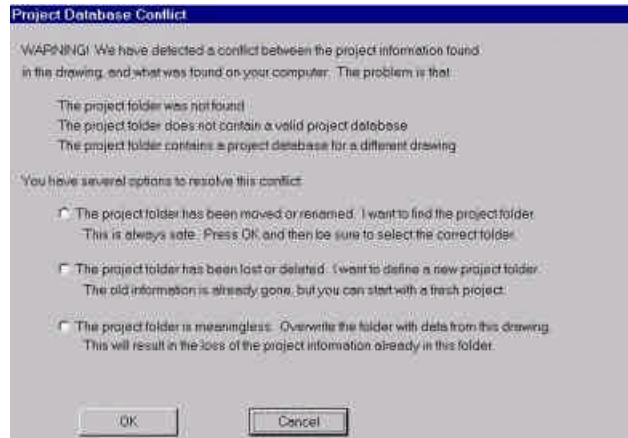 Project Database Conflict
WARNING! We have detected a conflict between the project information found
in the drawing, and what was found on your computer. The problem is that
The project folder was not found
The project folder does not contain a valid project database
The project folder contains a project database for a different drawing
You have several options to resolve this conflict
The project folder has been moved or renamed. I want to find the project folder.
This is always safe. Press OK and then be sure to select the correct folder.
The project folder has been lost or deleted. I want to define a new project folder.
The old information is already gone, but you can start with a fresh project.
The project folder is meaningless. Overwrite the folder with data from this drawing.
This will result in the loss of the project information already in this folder.
OK
Cancel